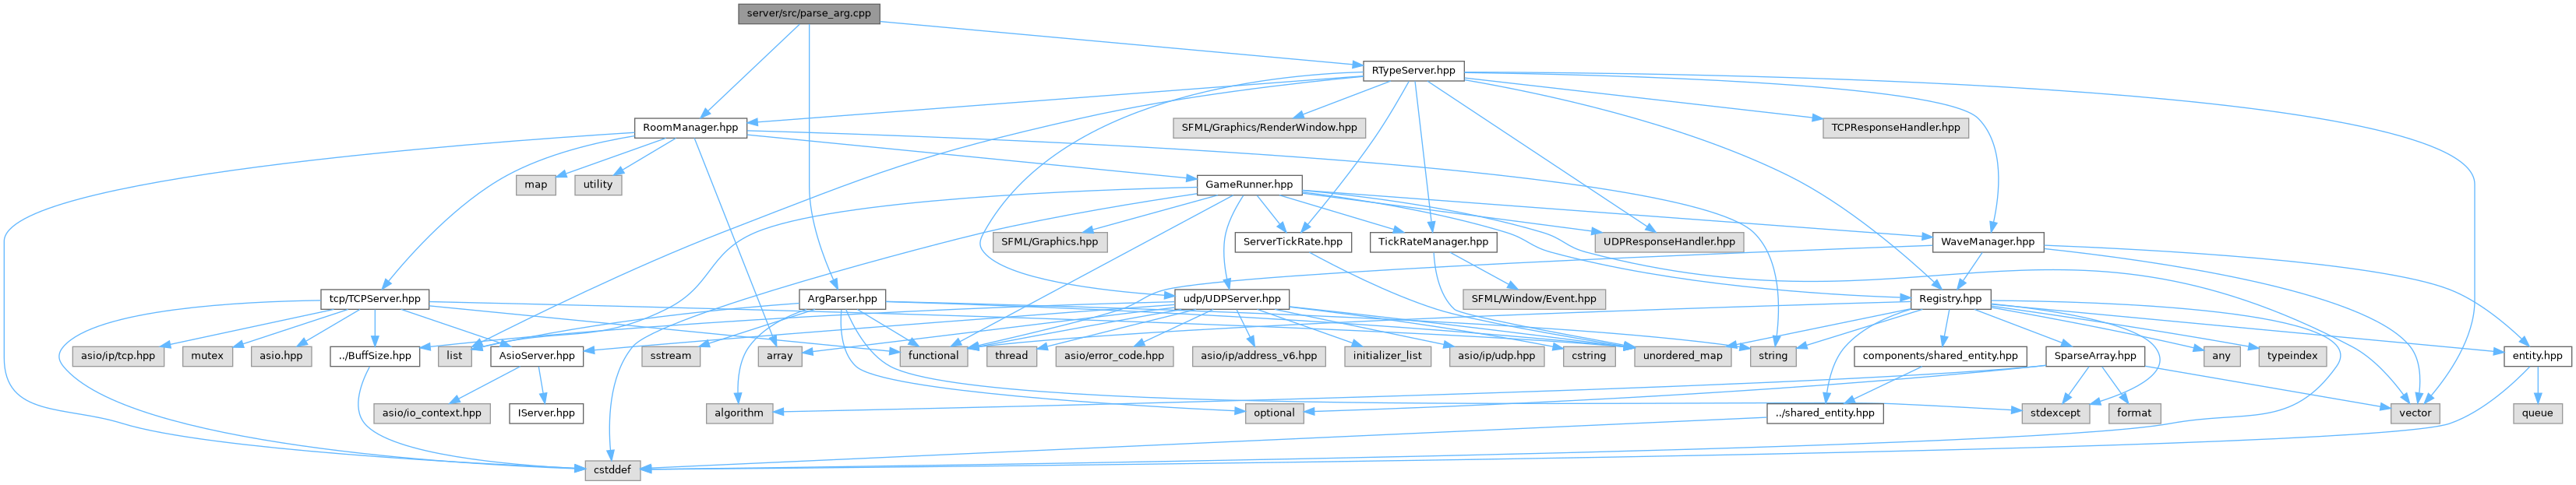 server/src/parse_arg.cpp
RTypeServer.hpp
RoomManager.hpp
SFML/Graphics/RenderWindow.hpp
TCPResponseHandler.hpp
map
utility
GameRunner.hpp
SFML/Graphics.hpp
ServerTickRate.hpp
TickRateManager.hpp
UDPResponseHandler.hpp
WaveManager.hpp
tcp/TCPServer.hpp
ArgParser.hpp
udp/UDPServer.hpp
SFML/Window/Event.hpp
Registry.hpp
asio/ip/tcp.hpp
mutex
asio.hpp
../BuffSize.hpp
list
AsioServer.hpp
sstream
array
functional
thread
asio/error_code.hpp
asio/ip/address_v6.hpp
initializer_list
asio/ip/udp.hpp
cstring
unordered_map
string
components/shared_entity.hpp
SparseArray.hpp
any
typeindex
entity.hpp
asio/io_context.hpp
IServer.hpp
algorithm
optional
../shared_entity.hpp
stdexcept
format
vector
queue
cstddef